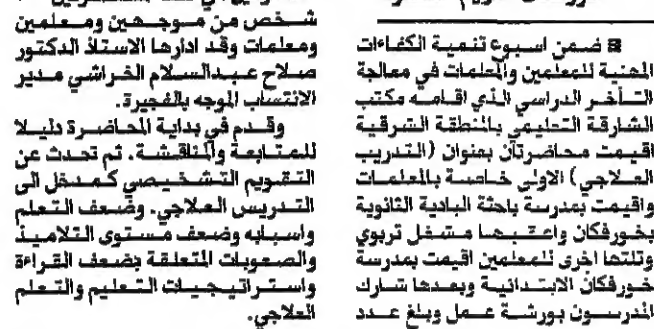 ■ ضمن اسبوع تنمية الكفاءات
المهنية للمعلمين والمعلمات في معالجة
التأخر الدراسي الذي اقامه مكتب
الشارقة التعليمي بالمنطقة الشرقية
اقيمت محاضرتان بعنوان (التدريب
العلاجي) الاولى خاصة بالمعلمات
واقيمت بمدرسة باحثة البادية الثانوية
بخورفكان واعقبها مشغل تربوي
وتلتها اخرى للمعلمين اقيمت بمدرسة
خورفكان الابتدائية وبعدها شارك
المدرسون بورشة عمل وبلغ عدد
شخص من موجهين ومعلمين
ومعلمات وقد ادارها الاستاذ الدكتور
صلاح عبدالسلام الخراشي مدير
الانتساب الموجه بالفجيرة.
وقدم في بداية المحاضرة دليلا
للمتابعة والمناقشة. ثم تحدث عن
التقويم التشخيصي كمدخل الى
التدريس العلاجي. وضعف التعلم
واسبابه وضعف مستوى التلاميذ
والصعوبات المتعلقة بضعف القراءة
واستراتيجيات التعليم والتعلم
العلاجي.